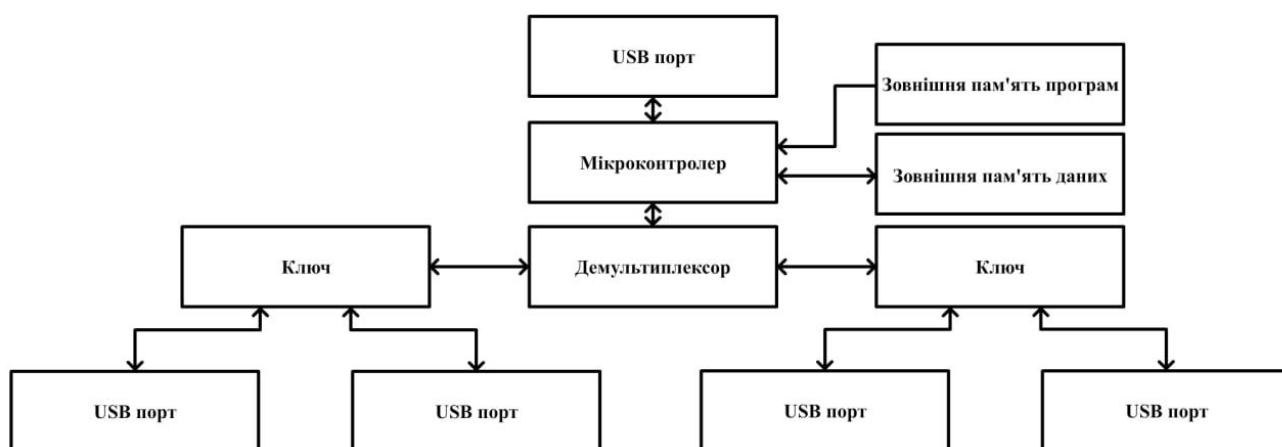 USB порт
Зовнішня пам'ять програм
Мікроконтролер
Зовнішня пам'ять даних
Ключ
Демультиплексор
Ключ
USB порт
USB порт
USB порт
USB порт